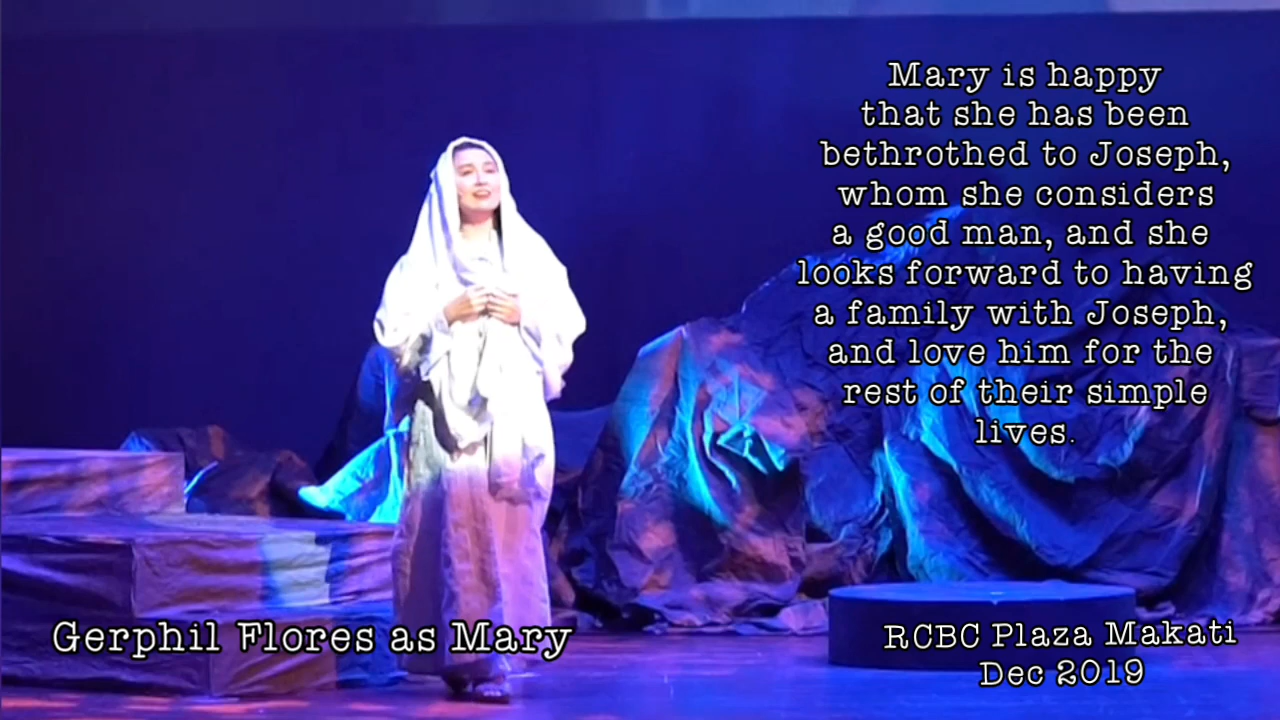 Mary is happy
that she has been
bethrothed to Joseph,
whom she considers
a good man, and she
looks forward to having
a family with Joseph,
and love him for the
rest of their simple
lives.
Gerphil Flores as Mary
RCBC Plaza Makati
Dec 2019